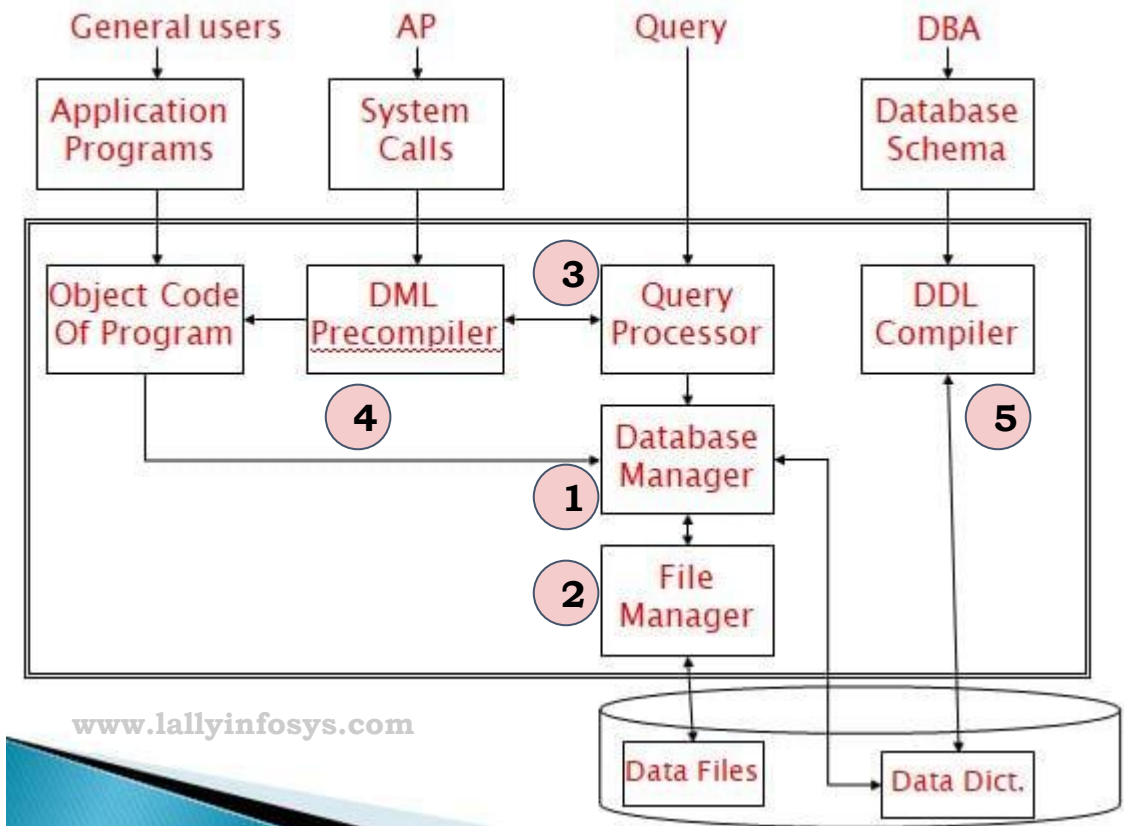 General users
AP
Query
DBA
Application
Programs
System
Calls
Database
Schema
Object Code
Of Program
DML
Precompiler
3
Query
Processor
DDL
Compiler
4
5
Database
Manager
1
File
Manager
2
www.lallyinfosys.com
Data Files
Data Dict.